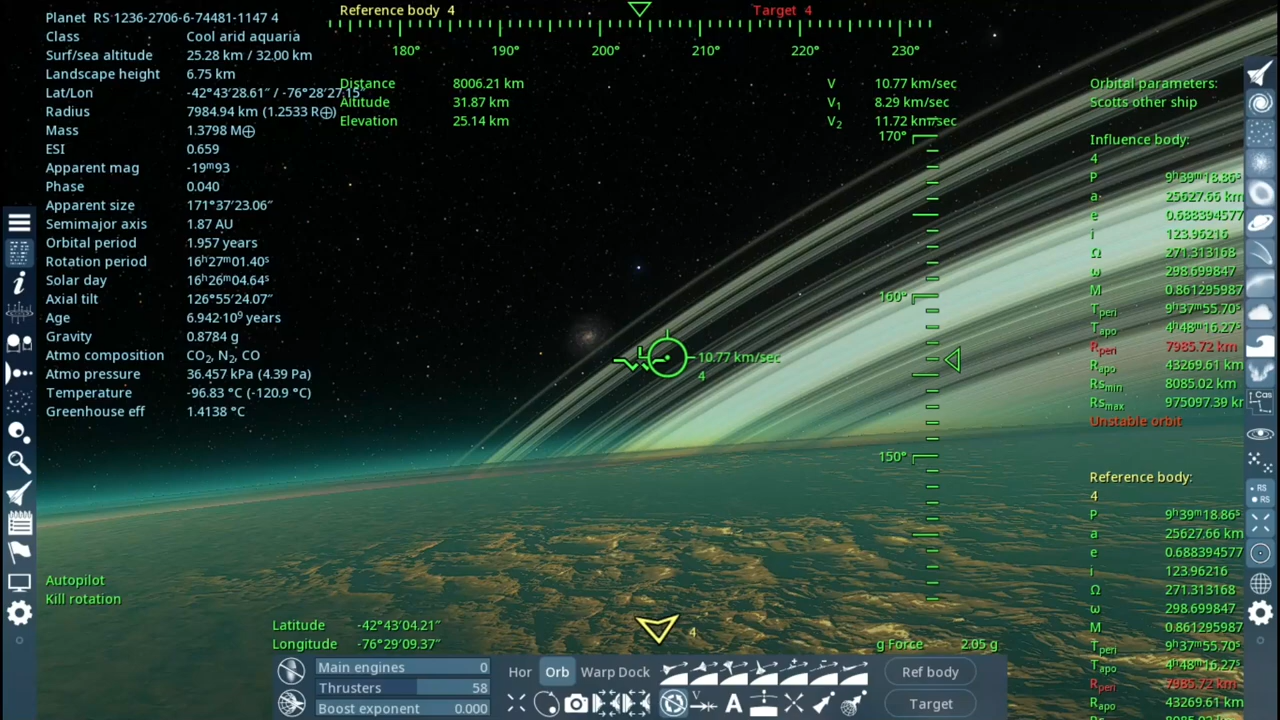 Planet RS 1236-2706-6-74481-1147 4
Class Cool arid aquaria
Surf/sea altitude 25.28 km / 32.00 km
Landscape height 6.75 km
Lat/Lon -42°43′28.61″ / -76°28′27.15″
Radius 7984.94 km (1.2533 R⊕)
Mass 1.3798 M⊕
ESI 0.659
Apparent mag -19ᵐ93
Phase 0.040
Apparent size 171°37′23.06″
Semimajor axis 1.87 AU
Orbital period 1.957 years
Rotation period 16ʰ27ᵐ01.40ˢ
Solar day 16ʰ26ᵐ04.64ˢ
Axial tilt 126°55′24.07″
Age 6.942·10⁹ years
Gravity 0.8784 g
Atmo composition CO₂, N₂, CO
Atmo pressure 36.457 kPa (4.39 Pa)
Temperature -96.83 °C (-120.9 °C)
Greenhouse eff 1.4138 °C
Reference body 4
Target 4
180° 190° 200° 210° 220° 230°
Distance 8006.21 km
Altitude 31.87 km
Elevation 25.14 km
V 10.77 km/sec
V₁ 8.29 km/sec
V₂ 11.72 km/sec
170°
160°
150°
10.77 km/sec
4
Orbital parameters:
Scotts other ship
Influence body:
4
P 9ʰ39ᵐ18.86ˢ
a 25627.66 km
e 0.688394577
i 123.96216
Ω 271.313168
ω 298.699847
M 0.861295987
Tperi 9ʰ37ᵐ55.70ˢ
Tapo 4ʰ48ᵐ16.27ˢ
Rperi 7985.72 km
Rapo 43269.61 km
Rsmin 8085.02 km
Rsmax 975097.39 km
Unstable orbit
Reference body:
4
P 9ʰ39ᵐ18.86ˢ
a 25627.66 km
e 0.688394577
i 123.96216
Ω 271.313168
ω 298.699847
M 0.861295987
Tperi 9ʰ37ᵐ55.70ˢ
Tapo 4ʰ48ᵐ16.27ˢ
Rperi 7985.72 km
Rapo 43269.61 km
Cas
RS
RS
Autopilot
Kill rotation
Latitude -42°43′04.21″
Longitude -76°29′09.37″
4
g Force 2.05 g
Main engines 0
Thrusters 58
Boost exponent 0.000
Hor Orb Warp Dock
V
A
Ref body
Target